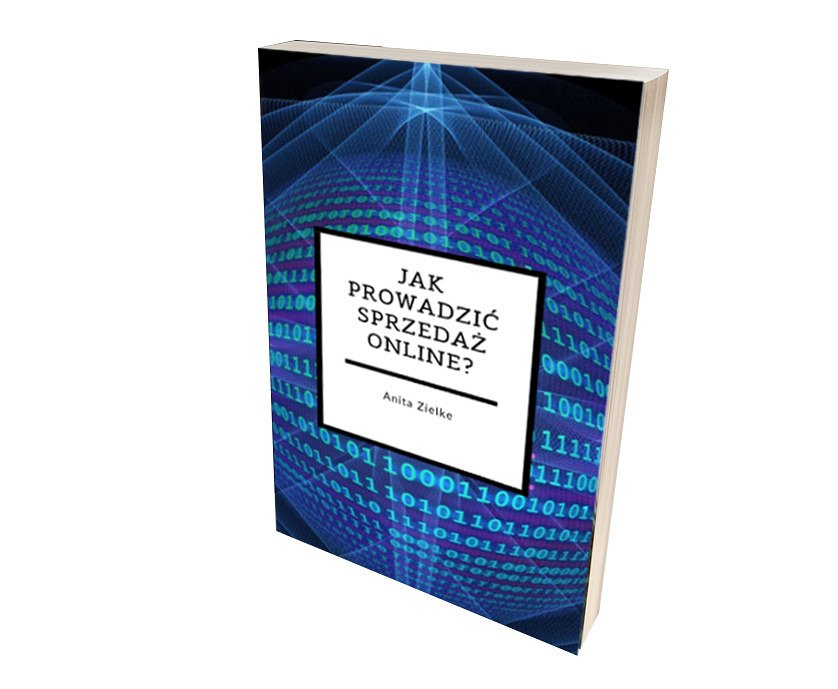 JAK
PROWADZIĆ
SPRZEDAŻ
ONLINE?
Anita Zielke